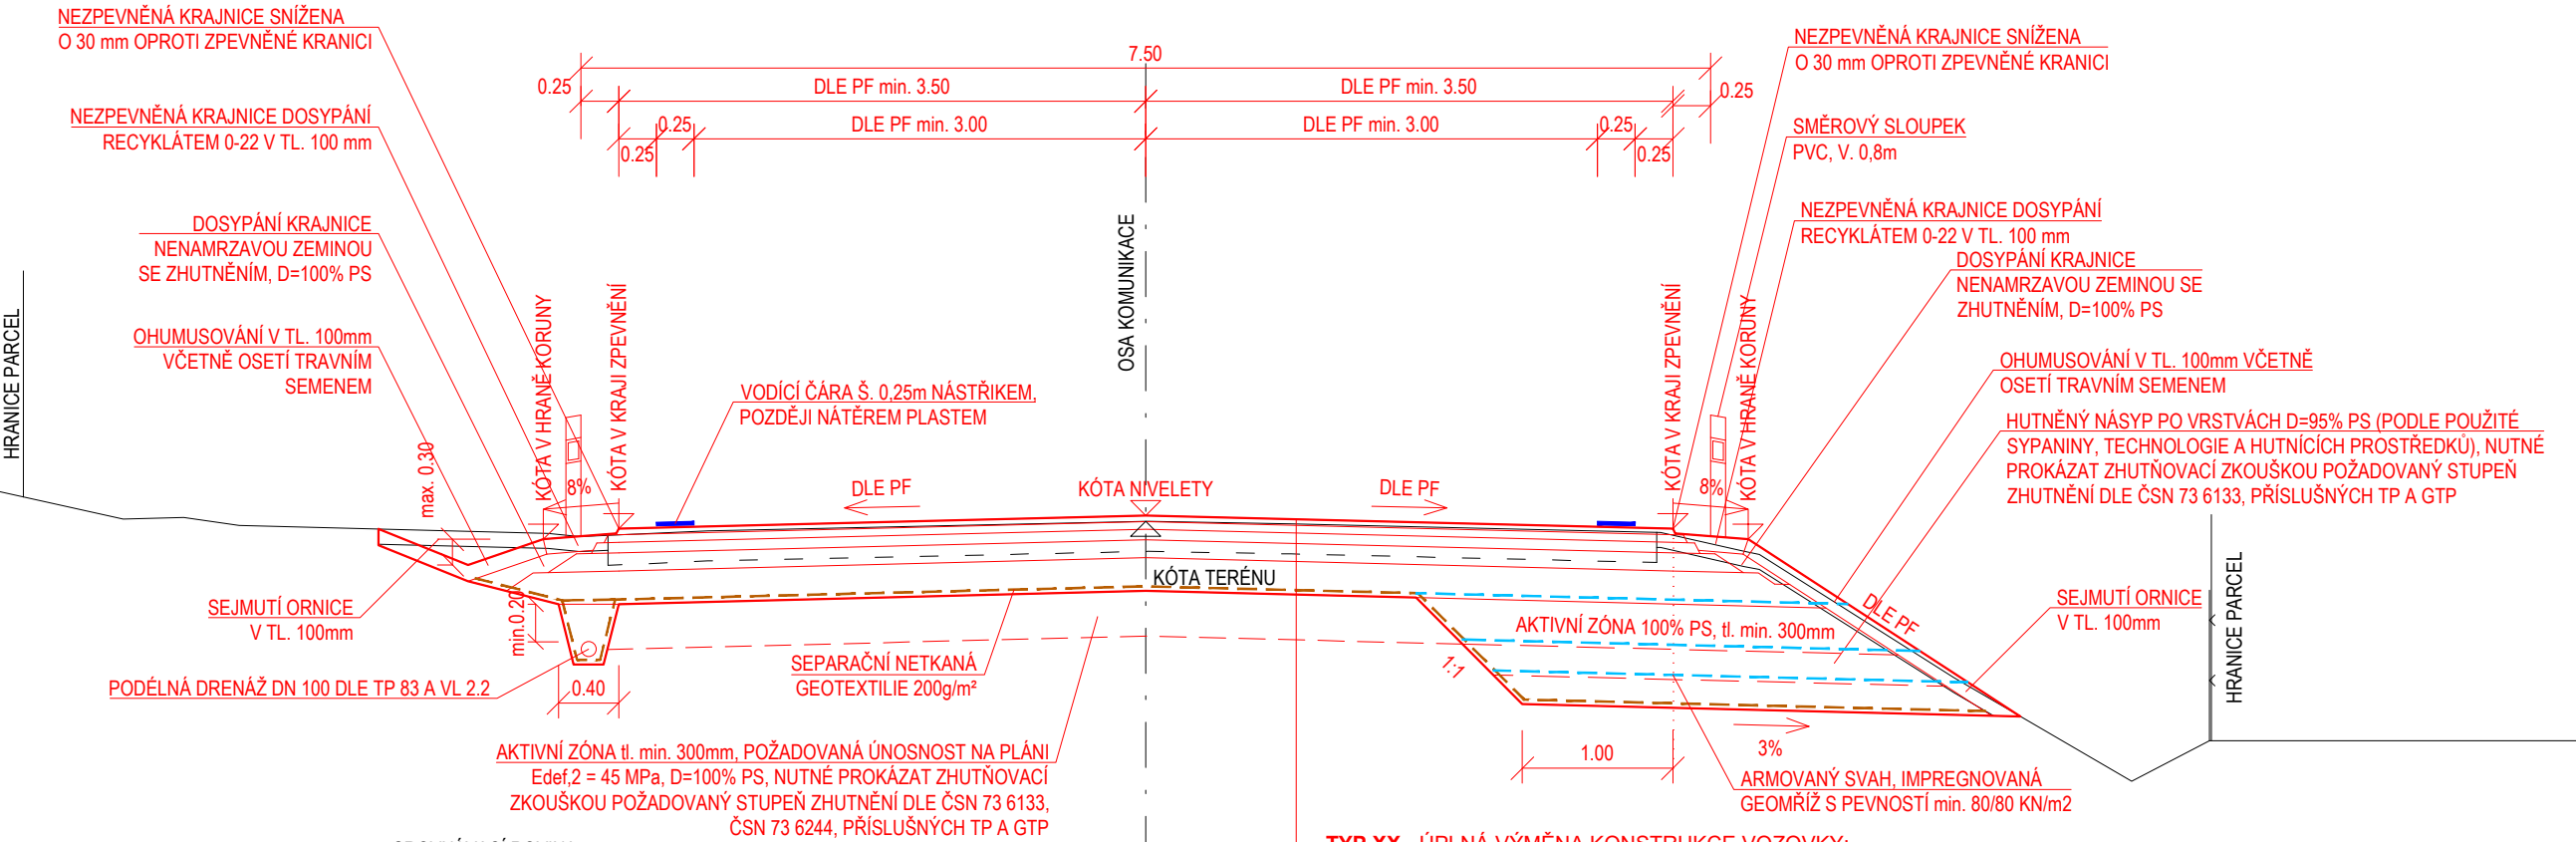 NEZPEVNĚNÁ KRAJNICE SNÍŽENA
O 30 mm OPROTI ZPEVNĚNÉ KRANICI
NEZPEVNĚNÁ KRAJNICE DOSYPÁNÍ
RECYKLÁTEM 0-22 V TL. 100 mm
DOSYPÁNÍ KRAJNICE
NENAMRZAVOU ZEMINOU
SE ZHUTNĚNÍM, D=100% PS
OHUMUSOVÁNÍ V TL. 100mm
VČETNĚ OSETÍ TRAVNÍM
SEMENEM
HRANICE PARCEL
SEJMUTÍ ORNICE
V TL. 100mm
PODÉLNÁ DRENÁŽ DN 100 DLE TP 83 A VL 2.2
max. 0.30
min.0.20
0.40
KÓTA V HRANĚ KORUNY
KÓTA V KRAJI ZPEVNĚNÍ
8%
7.50
0.25
DLE PF min. 3.50
DLE PF min. 3.50
0.25
0.25
0.25
DLE PF min. 3.00
DLE PF min. 3.00
0.25
0.25
OSA KOMUNIKACE
VODÍCÍ ČÁRA Š. 0,25m NÁSTŘIKEM,
POZDĚJI NÁTĚREM PLASTEM
DLE PF
KÓTA NIVELETY
DLE PF
KÓTA TERÉNU
SEPARAČNÍ NETKANÁ
GEOTEXTILIE 200g/m²
AKTIVNÍ ZÓNA tl. min. 300mm, POŽADOVANÁ ÚNOSNOST NA PLÁNI
Edef,2 = 45 MPa, D=100% PS, NUTNÉ PROKÁZAT ZHUTŇOVACÍ
ZKOUŠKOU POŽADOVANÝ STUPEŇ ZHUTNĚNÍ DLE ČSN 73 6133,
ČSN 73 6244, PŘÍSLUŠNÝCH TP A GTP
NEZPEVNĚNÁ KRAJNICE SNÍŽENA
O 30 mm OPROTI ZPEVNĚNÉ KRANICI
SMĚROVÝ SLOUPEK
PVC, V. 0,8m
NEZPEVNĚNÁ KRAJNICE DOSYPÁNÍ
RECYKLÁTEM 0-22 V TL. 100 mm
DOSYPÁNÍ KRAJNICE
NENAMRZAVOU ZEMINOU SE
ZHUTNĚNÍM, D=100% PS
KÓTA V KRAJI ZPEVNĚNÍ
KÓTA V HRANĚ KORUNY
8%
OHUMUSOVÁNÍ V TL. 100mm VČETNĚ
OSETÍ TRAVNÍM SEMENEM
HUTNĚNÝ NÁSYP PO VRSTVÁCH D=95% PS (PODLE POUŽITÉ
SYPANINY, TECHNOLOGIE A HUTNÍCÍCH PROSTŘEDKŮ), NUTNÉ
PROKÁZAT ZHUTŇOVACÍ ZKOUŠKOU POŽADOVANÝ STUPEŇ
ZHUTNĚNÍ DLE ČSN 73 6133, PŘÍSLUŠNÝCH TP A GTP
DLE PF
AKTIVNÍ ZÓNA 100% PS, tl. min. 300mm
1:1
SEJMUTÍ ORNICE
V TL. 100mm
HRANICE PARCEL
1.00
3%
ARMOVANÝ SVAH, IMPREGNOVANÁ
GEOMŘÍŽ S PEVNOSTÍ min. 80/80 KN/m2
TYP XX - ÚPLNÁ VÝMĚNA KONSTRUKCE VOZOVKY: